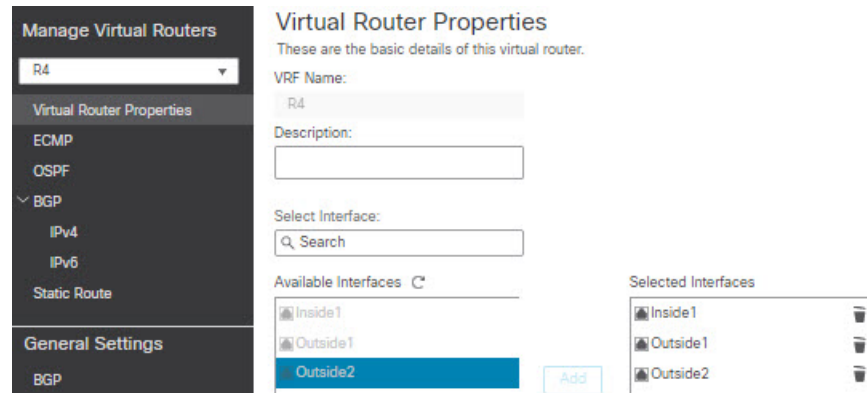 Manage Virtual Routers
R4
Virtual Router Properties
ECMP
OSPF
BGP
IPv4
IPv6
Static Route
General Settings
BGP
Virtual Router Properties
These are the basic details of this virtual router.
VRF Name:
R4
Description:
Select Interface:
Search
Available Interfaces
Inside1
Outside1
Outside2
Add
Selected Interfaces
Inside1
Outside1
Outside2